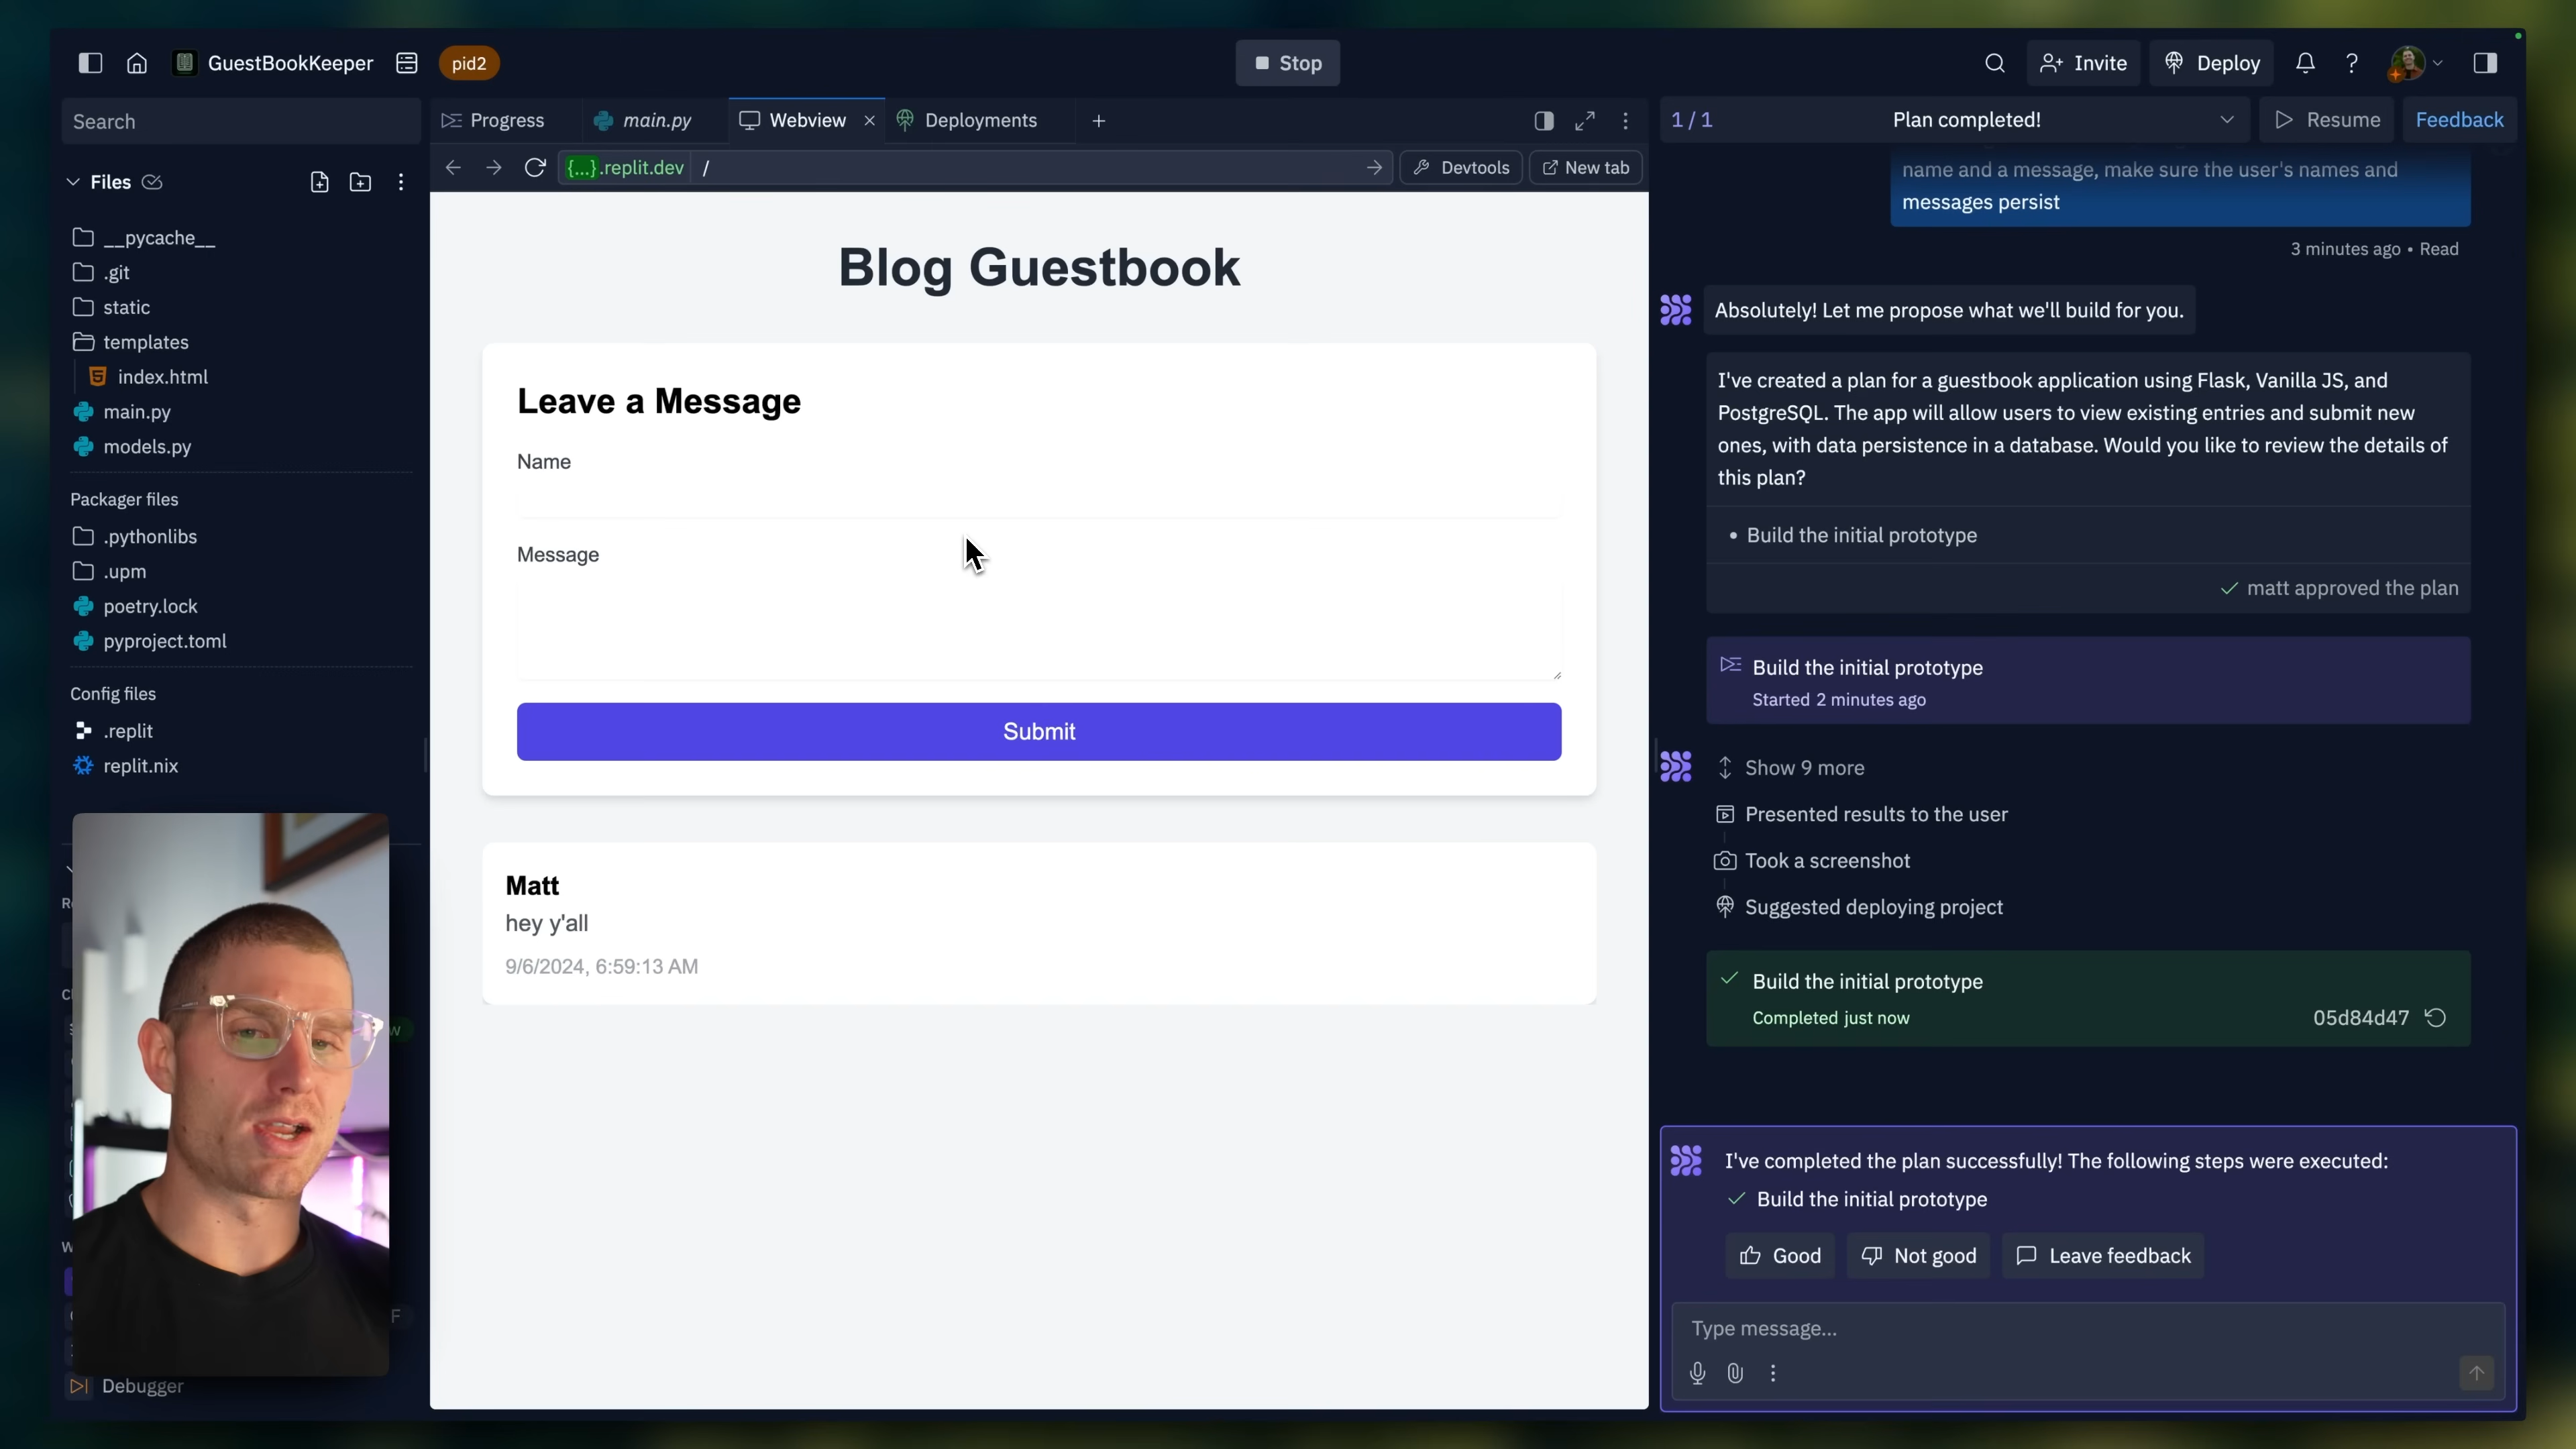 GuestBookKeeper
pid2
Stop
Invite
Deploy
Search
Files
__pycache__
.git
static
templates
index.html
main.py
models.py
Packager files
.pythonlibs
.upm
poetry.lock
pyproject.toml
Config files
.replit
replit.nix
Debugger
Progress
main.py
Webview
Deployments
{...}.replit.dev
/
Devtools
New tab
Blog Guestbook
Leave a Message
Name
Message
Submit
Matt
hey y'all
9/6/2024, 6:59:13 AM
1 / 1
Plan completed!
Resume
Feedback
name and a message, make sure the user's names and
messages persist
3 minutes ago • Read
Absolutely! Let me propose what we'll build for you.
I've created a plan for a guestbook application using Flask, Vanilla JS, and
PostgreSQL. The app will allow users to view existing entries and submit new
ones, with data persistence in a database. Would you like to review the details of
this plan?
• Build the initial prototype
matt approved the plan
Build the initial prototype
Started 2 minutes ago
Show 9 more
Presented results to the user
Took a screenshot
Suggested deploying project
Build the initial prototype
Completed just now
05d84d47
I've completed the plan successfully! The following steps were executed:
Build the initial prototype
Good
Not good
Leave feedback
Type message...